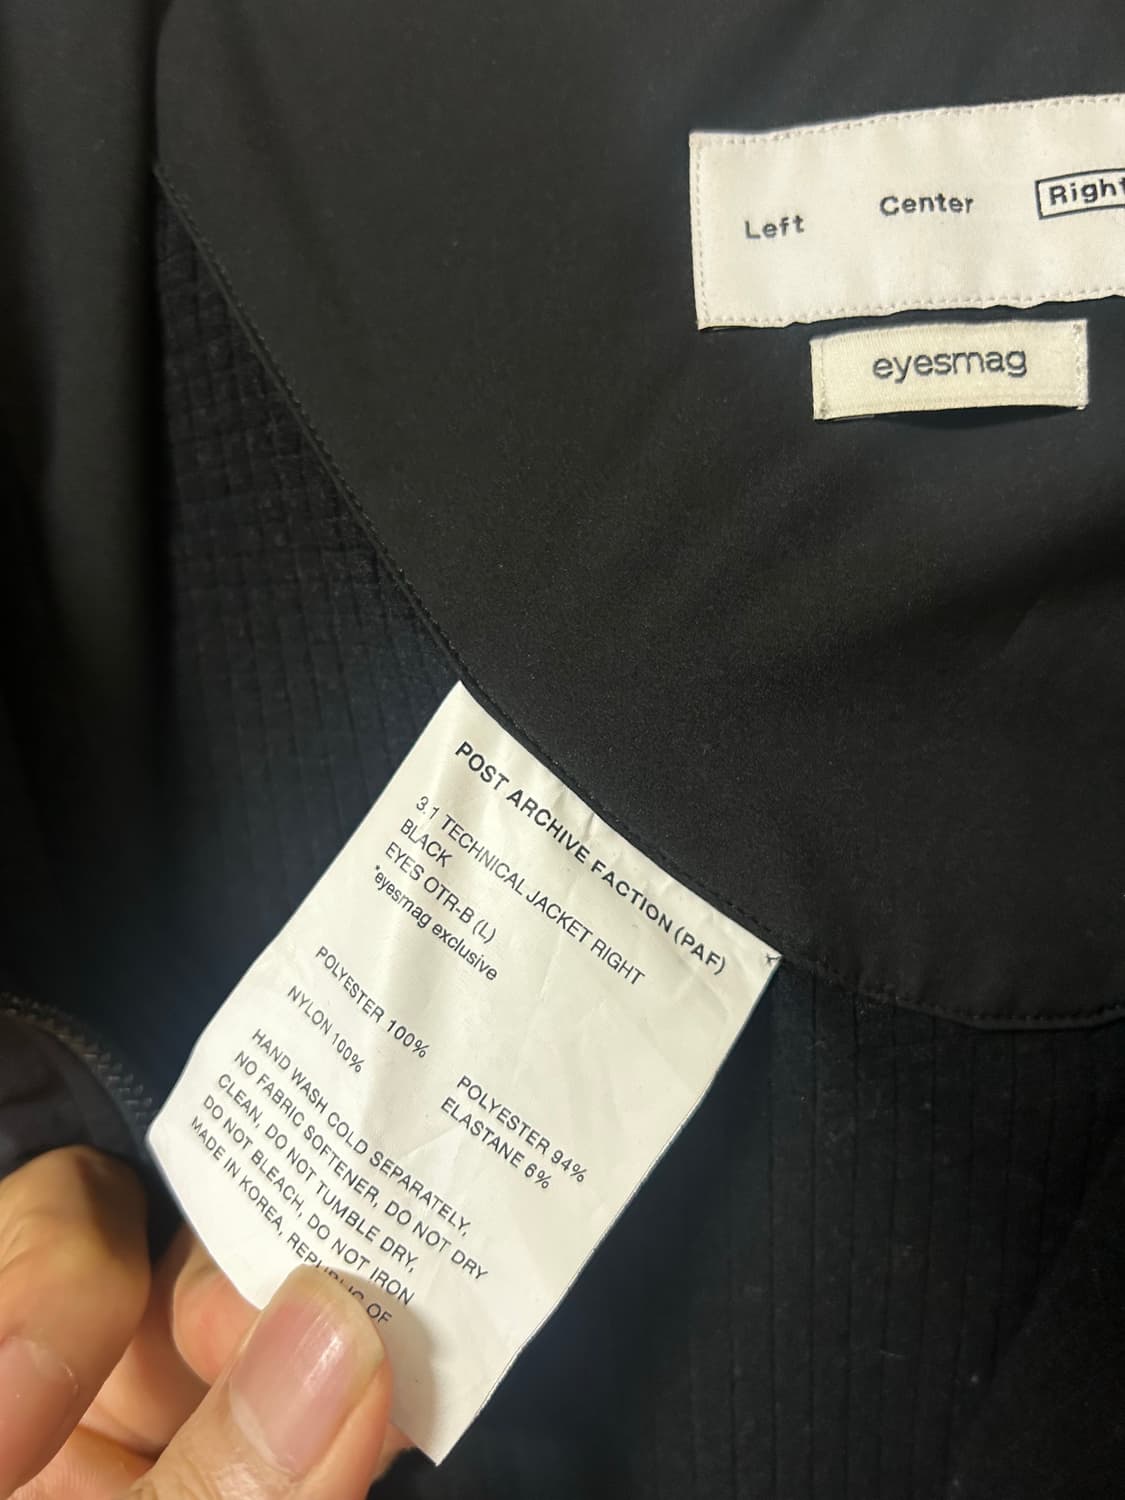 Left Center Right
eyesmag
POST ARCHIVE FACTION (PAF)
3.1 TECHNICAL JACKET RIGHT
BLACK
EYES OTR-B (L)
*eyesmag exclusive
POLYESTER 100%
NYLON 100%
POLYESTER 94%
ELASTANE 6%
HAND WASH COLD SEPARATELY,
NO FABRIC SOFTENER, DO NOT DRY
CLEAN, DO NOT TUMBLE DRY,
DO NOT BLEACH, DO NOT IRON
MADE IN KOREA, REPUBLIC OF